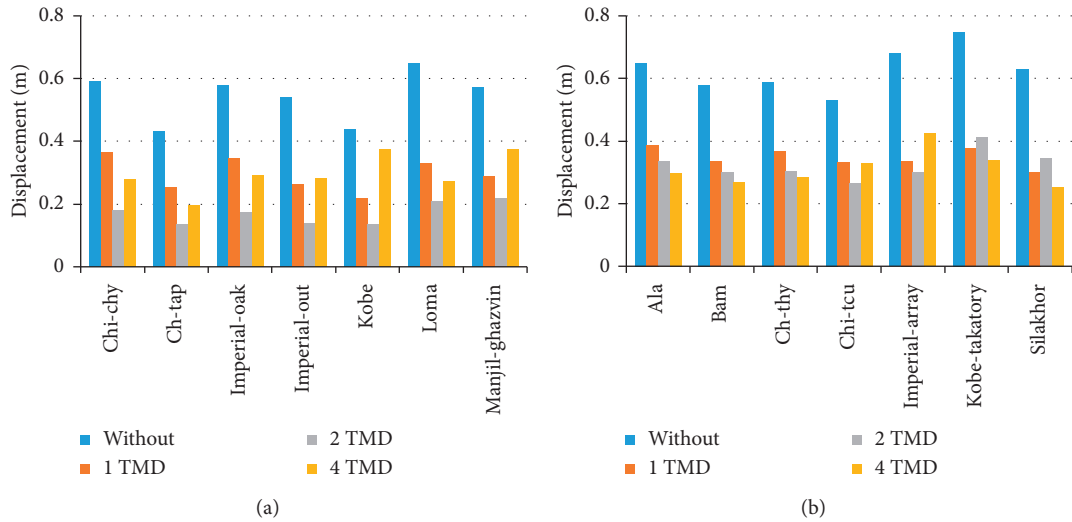 0.8
0.6
0.4
0.2
0
Displacement (m)
Chi-chy
Ch-tap
Imperial-oak
Imperial-out
Kobe
Loma
Manjil-ghazvin
Without
1 TMD
2 TMD
4 TMD
(a)
0.8
0.6
0.4
0.2
0
Displacement (m)
Ala
Bam
Ch-thy
Chi-tcu
Imperial-array
Kobe-takatory
Silakhor
Without
1 TMD
2 TMD
4 TMD
(b)